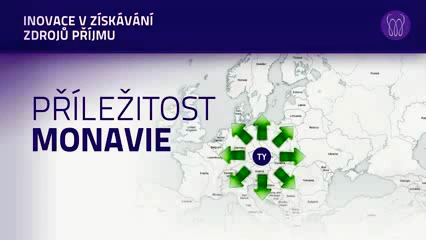 INOVACE V ZÍSKÁVÁNÍ
ZDROJŮ PŘÍJMU
PŘÍLEŽITOST
MONAVIE
TY